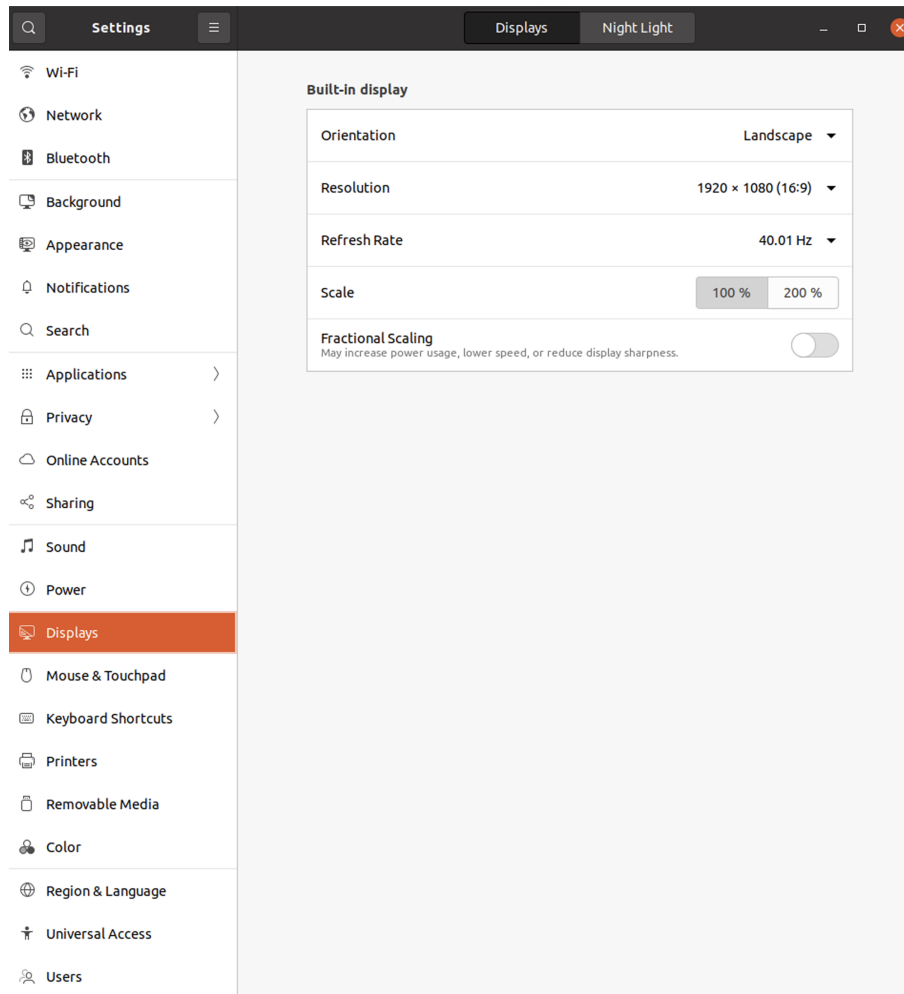 Settings
Displays
Night Light
Wi-Fi
Network
Bluetooth
Background
Appearance
Notifications
Search
Applications
Privacy
Online Accounts
Sharing
Sound
Power
Displays
Mouse & Touchpad
Keyboard Shortcuts
Printers
Removable Media
Color
Region & Language
Universal Access
Users
Built-in display
Orientation Landscape
Resolution 1920 × 1080 (16:9)
Refresh Rate 40.01 Hz
Scale 100 % 200 %
Fractional Scaling
May increase power usage, lower speed, or reduce display sharpness.